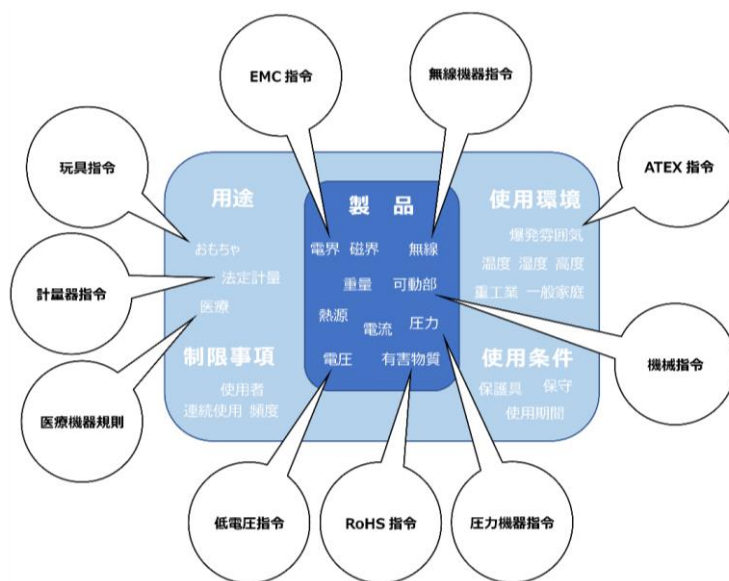 EMC 指令
無線機器指令
玩具指令
ATEX 指令
用途
製 品
使用環境
おもちゃ
電界 磁界 無線
爆発雰囲気
法定計量
重量 可動部
温度 湿度 高度
計量器指令
医療
熱源 電流 圧力
重工業 一般家庭
制限事項
電圧 有害物質
使用条件
機械指令
使用者
保護具 保守
連続使用 頻度
使用期間
医療機器規則
低電圧指令
RoHS 指令
圧力機器指令